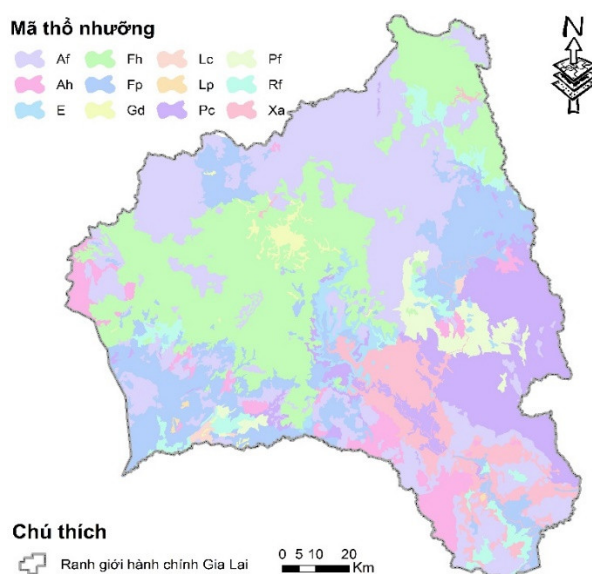 Mã thổ nhưỡng
N
Af Fh Lc Pf
Ah Fp Lp Rf
E Gd Pc Xa
Chú thích
Ranh giới hành chính Gia Lai
0 5 10 20
Km